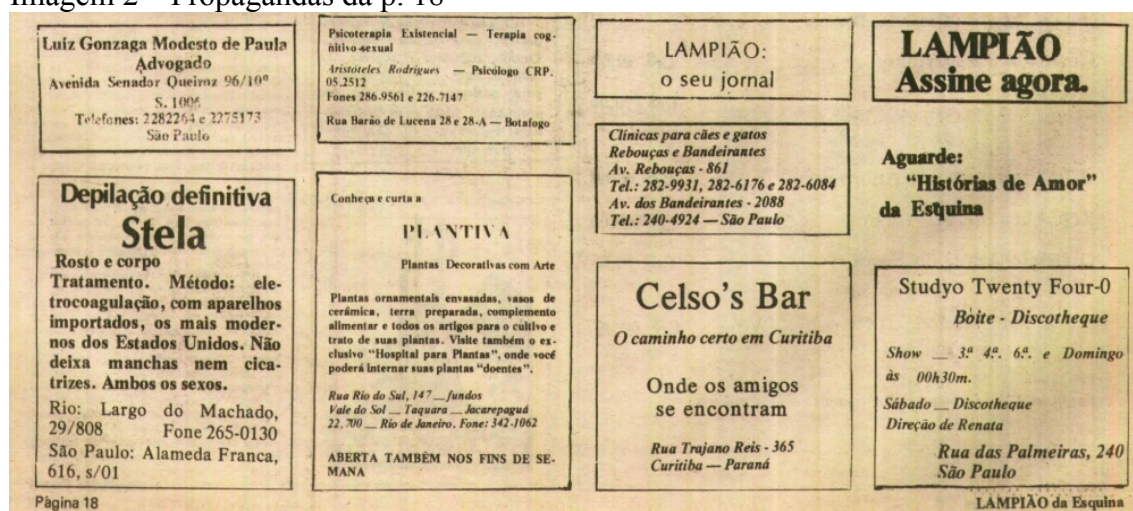 Imagem 2 – Propagandas da p. 18
Luiz Gonzaga Modesto de Paula
Advogado
Avenida Senador Queiroz 96/10º
S. 1006
Telefones: 2282264 e 2275173
São Paulo
Psicoterapia Existencial — Terapia cog-
nitivo-sexual
Aristóteles Rodrigues — Psicólogo CRP.
05.2512
Fones 286-9561 e 226-7147
Rua Barão de Lucena 28 e 28-A — Botafogo
LAMPIÃO:
o seu jornal
LAMPIÃO
Assine agora.
Depilação definitiva
Stela
Rosto e corpo
Tratamento. Método: ele-
trocoagulação, com aparelhos
importados, os mais moder-
nos dos Estados Unidos. Não
deixa manchas nem cica-
trizes. Ambos os sexos.
Rio: Largo do Machado,
29/808 Fone 265-0130
São Paulo: Alameda Franca,
616, s/01
Conheça e curta a
PLANTIVA
Plantas Decorativas com Arte
Plantas ornamentais envasadas, vasos de
cerâmica, terra preparada, complemento
alimentar e todos os artigos para o cultivo e
trato de suas plantas. Visite também o ex-
clusivo "Hospital para Plantas", onde você
poderá internar suas plantas "doentes".
Rua Rio do Sul, 147 __ fundos
Vale do Sol __ Taquara __ Jacarepaguá
22.700 __ Rio de Janeiro. Fone: 342-1062
ABERTA TAMBÉM NOS FINS DE SE-
MANA
Clínicas para cães e gatos
Rebouças e Bandeirantes
Av. Rebouças - 861
Tel.: 282-9931, 282-6176 e 282-6084
Av. dos Bandeirantes - 2088
Tel.: 240-4924 — São Paulo
Celso's Bar
O caminho certo em Curitiba
Onde os amigos
se encontram
Rua Trajano Reis - 365
Curitiba — Paraná
Aguarde:
"Histórias de Amor"
da Esquina
Studyo Twenty Four-0
Boite - Discotheque
Show __ 3ª 4ª. 6ª. e Domingo
às 00h30m.
Sábado __ Discotheque
Direção de Renata
Rua das Palmeiras, 240
São Paulo
Página 18
LAMPIÃO da Esquina